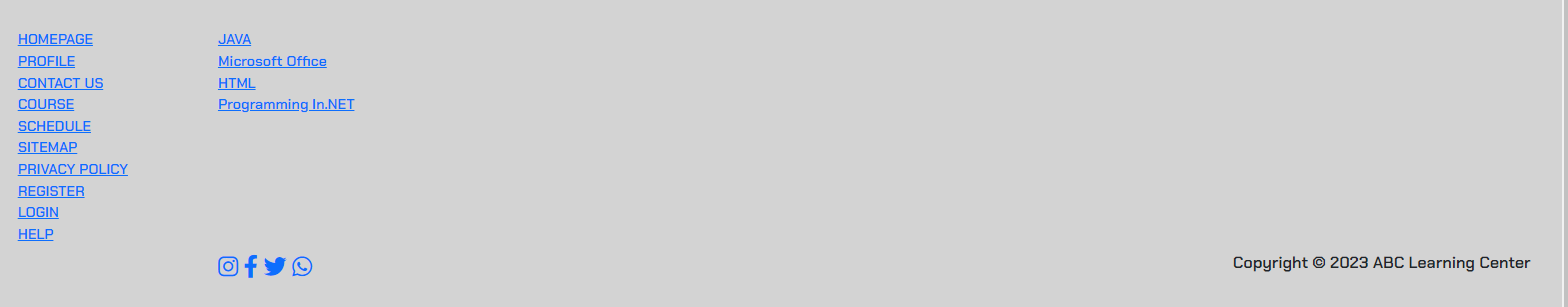 HOMEPAGE
PROFILE
CONTACT US
COURSE
SCHEDULE
SITEMAP
PRIVACY POLICY
REGISTER
LOGIN
HELP
JAVA
Microsoft Office
HTML
Programming In.NET
Copyright © 2023 ABC Learning Center